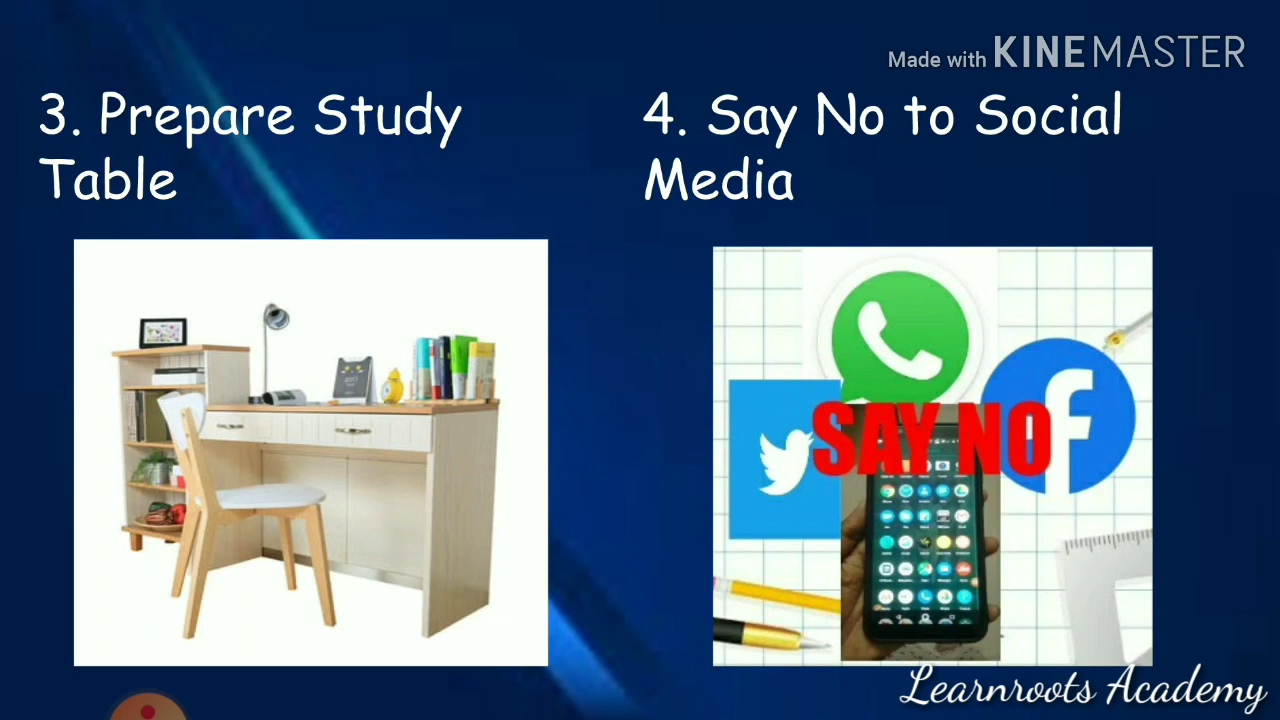 Made with KINEMASTER
3. Prepare Study
Table
4. Say No to Social
Media
SAY NO
Learnroots Academy